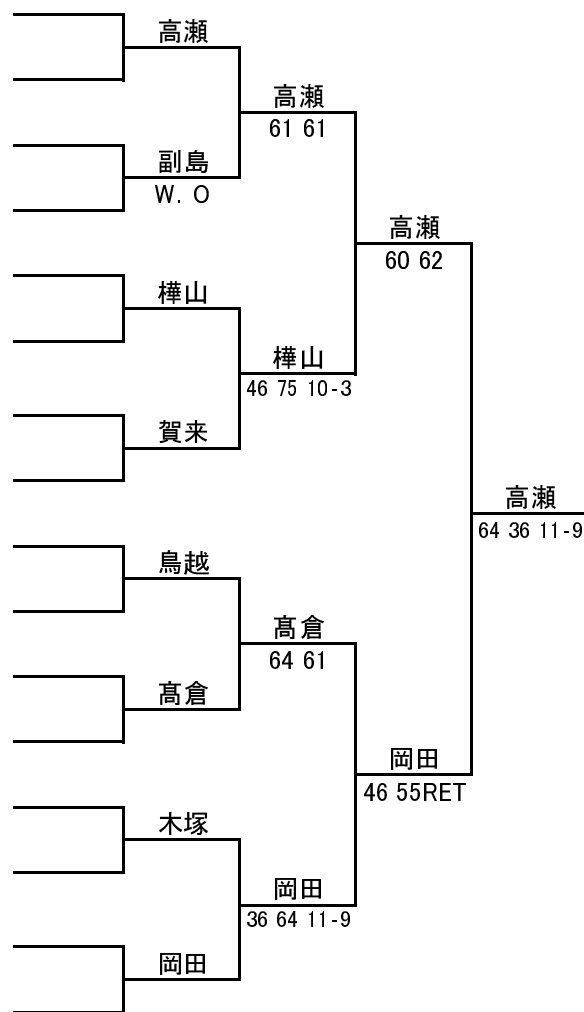 高瀬
高瀬
61 61
副島
W. O
高瀬
60 62
樺山
樺山
46 75 10-3
賀来
高瀬
64 36 11-9
鳥越
髙倉
64 61
髙倉
岡田
46 55RET
木塚
岡田
36 64 11-9
岡田